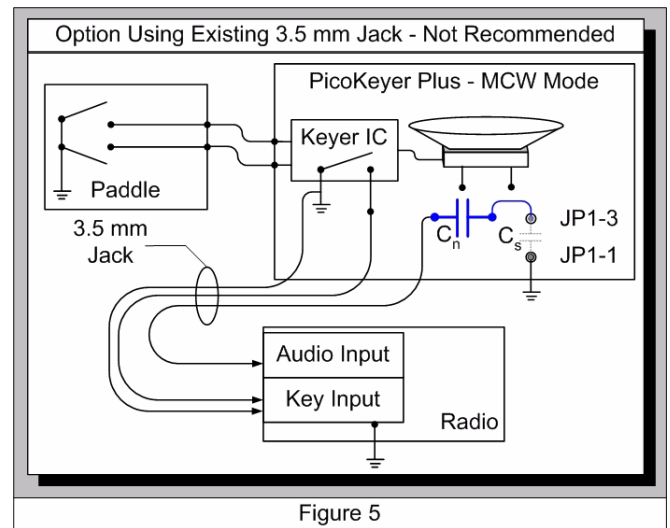 Option Using Existing 3.5 mm Jack - Not Recommended
PicoKeyer Plus - MCW Mode
Keyer IC
Paddle
3.5 mm
Jack
Cn
Cs
JP1-3
JP1-1
Audio Input
Key Input
Radio
Figure 5